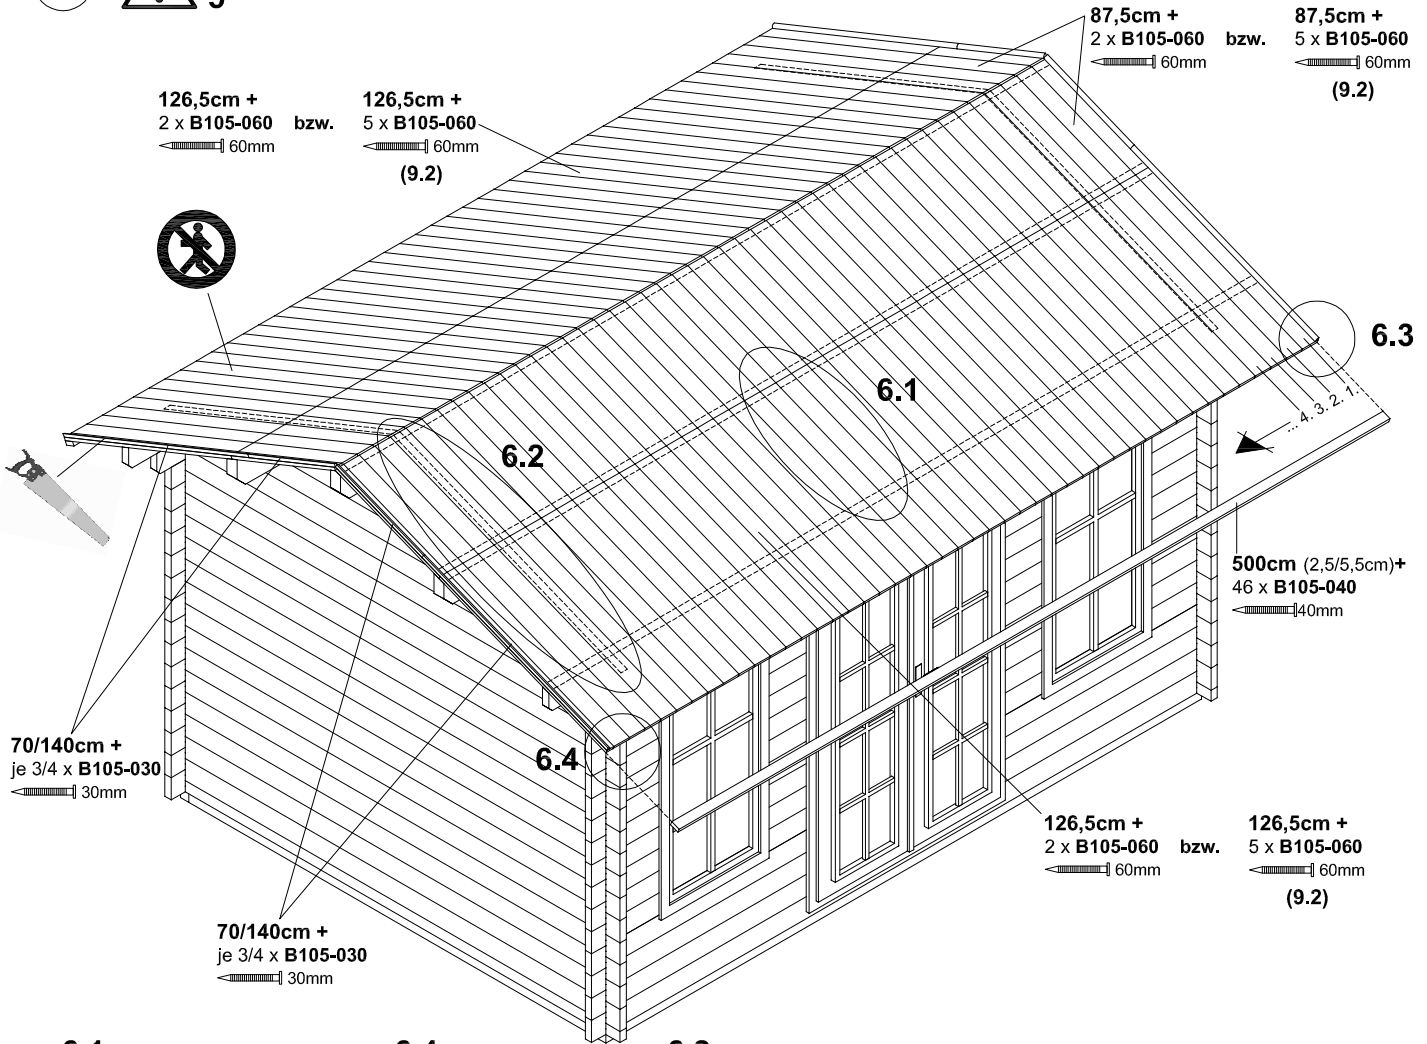 9
87,5cm +
2 x B105-060 bzw.
60mm
87,5cm +
5 x B105-060
60mm
(9.2)
126,5cm +
2 x B105-060 bzw.
60mm
126,5cm +
5 x B105-060
60mm
(9.2)
6.3
6.1
...4. 3. 2. 1.
6.2
500cm (2,5/5,5cm)+
46 x B105-040
40mm
70/140cm +
je 3/4 x B105-030
30mm
6.4
126,5cm +
2 x B105-060 bzw.
60mm
126,5cm +
5 x B105-060
60mm
(9.2)
70/140cm +
je 3/4 x B105-030
30mm